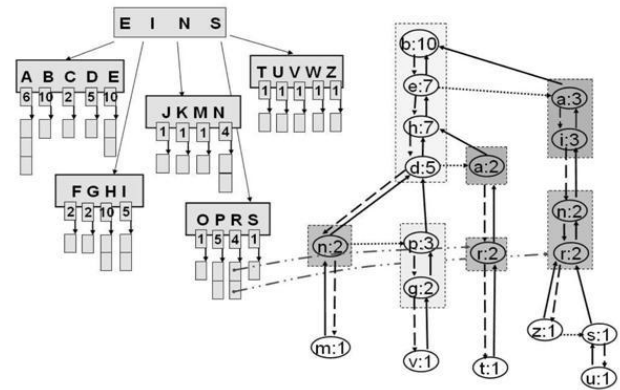 E I N S
A B C D E
6 10 2 5 10
T U V W Z
1 1 1 1 1
J K M N
1 1 1 4
F G H I
2 2 10 5
O P R S
1 5 4 1
b:10
e:7
a:3
h:7
i:3
d:5
a:2
n:2
n:2
p:3
r:2
r:2
q:2
z:1
s:1
m:1
v:1
t:1
u:1